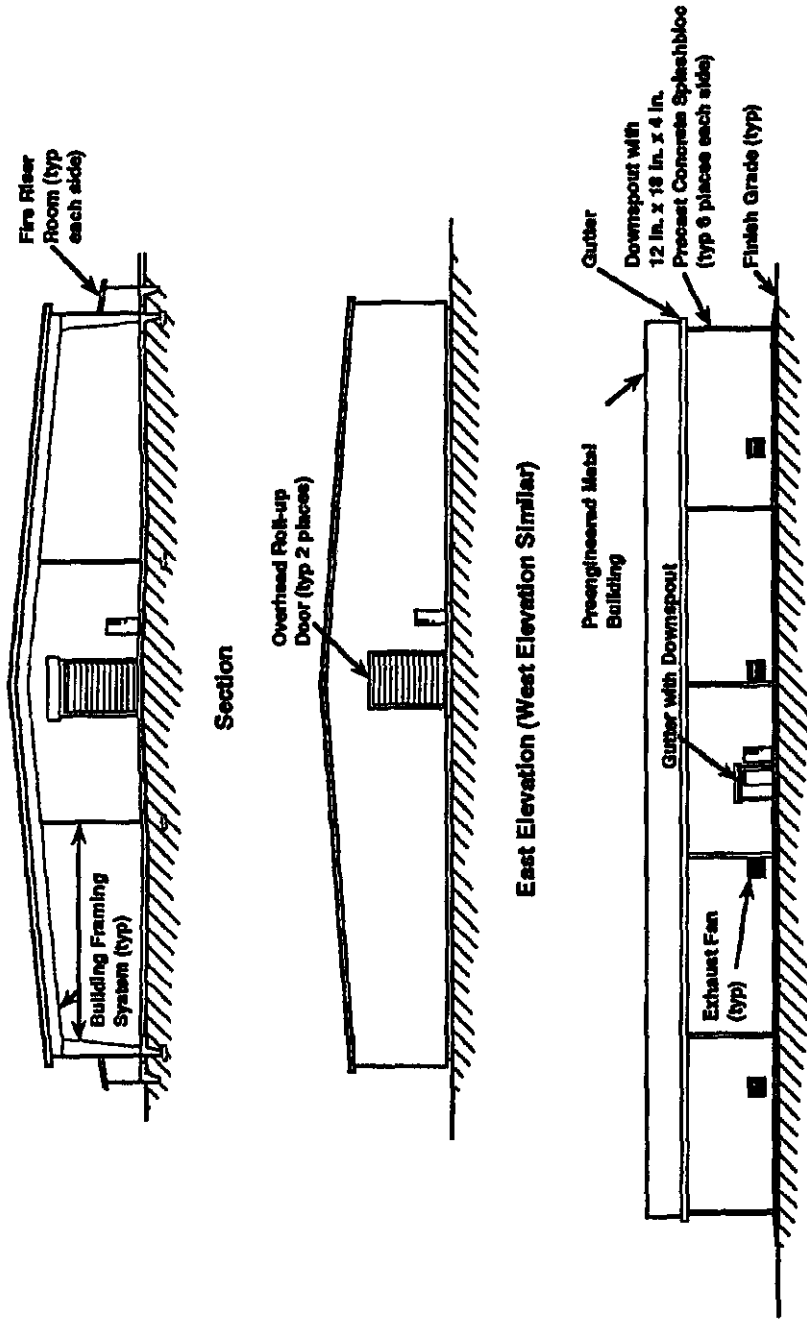 Fire Riser
Room (typ
each side)
Building Framing
System (typ)
Section
Overhead Roll-up
Door (typ 2 places)
East Elevation (West Elevation Similar)
Preengineered Metal
Building
Gutter
Downspout with
12 in. x 18 in. x 4 in.
Precast Concrete Splashbloc
(typ 6 places each side)
Gutter with Downspout
Exhaust Fan
(typ)
Finish Grade (typ)